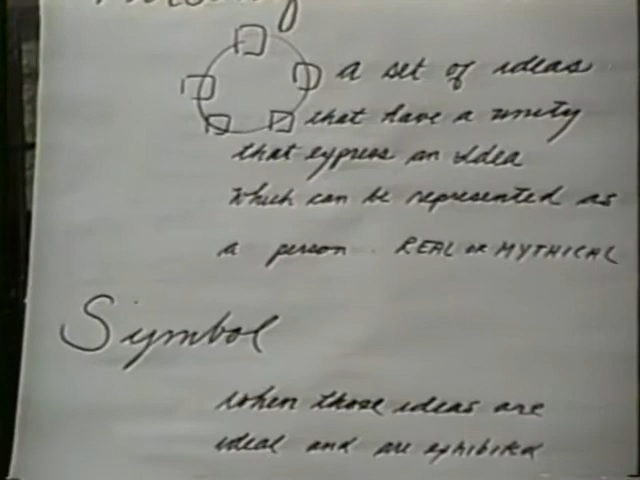 a set of ideas
that have a unity
that express an idea
which can be represented as
a person. REAL OR MYTHICAL
Symbol
when those ideas are
ideal and are exhibited